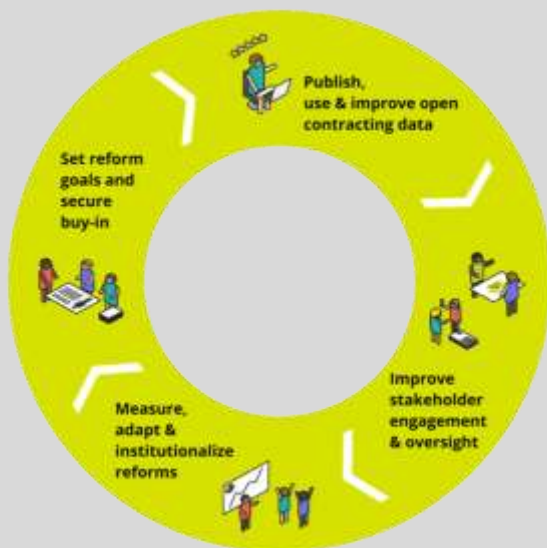 Publish,
use & improve open
contracting data
Set reform
goals and
secure
buy-in
Improve
stakeholder
engagement
& oversight
Measure,
adapt &
institutionalize
reforms